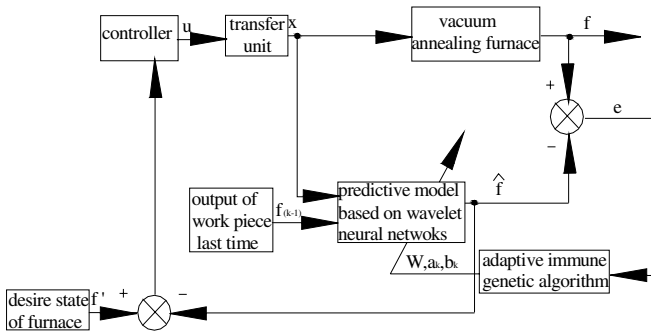 controller
u
transfer
unit
x
vacuum
annealing furnace
f
+
e
−
output of
work piece
last time
f(k-1)
predictive model
based on wavelet
neural netwoks
f̂
W,aₖ,bₖ
adaptive immune
genetic algorithm
desire state
of furnace
f'
+
−